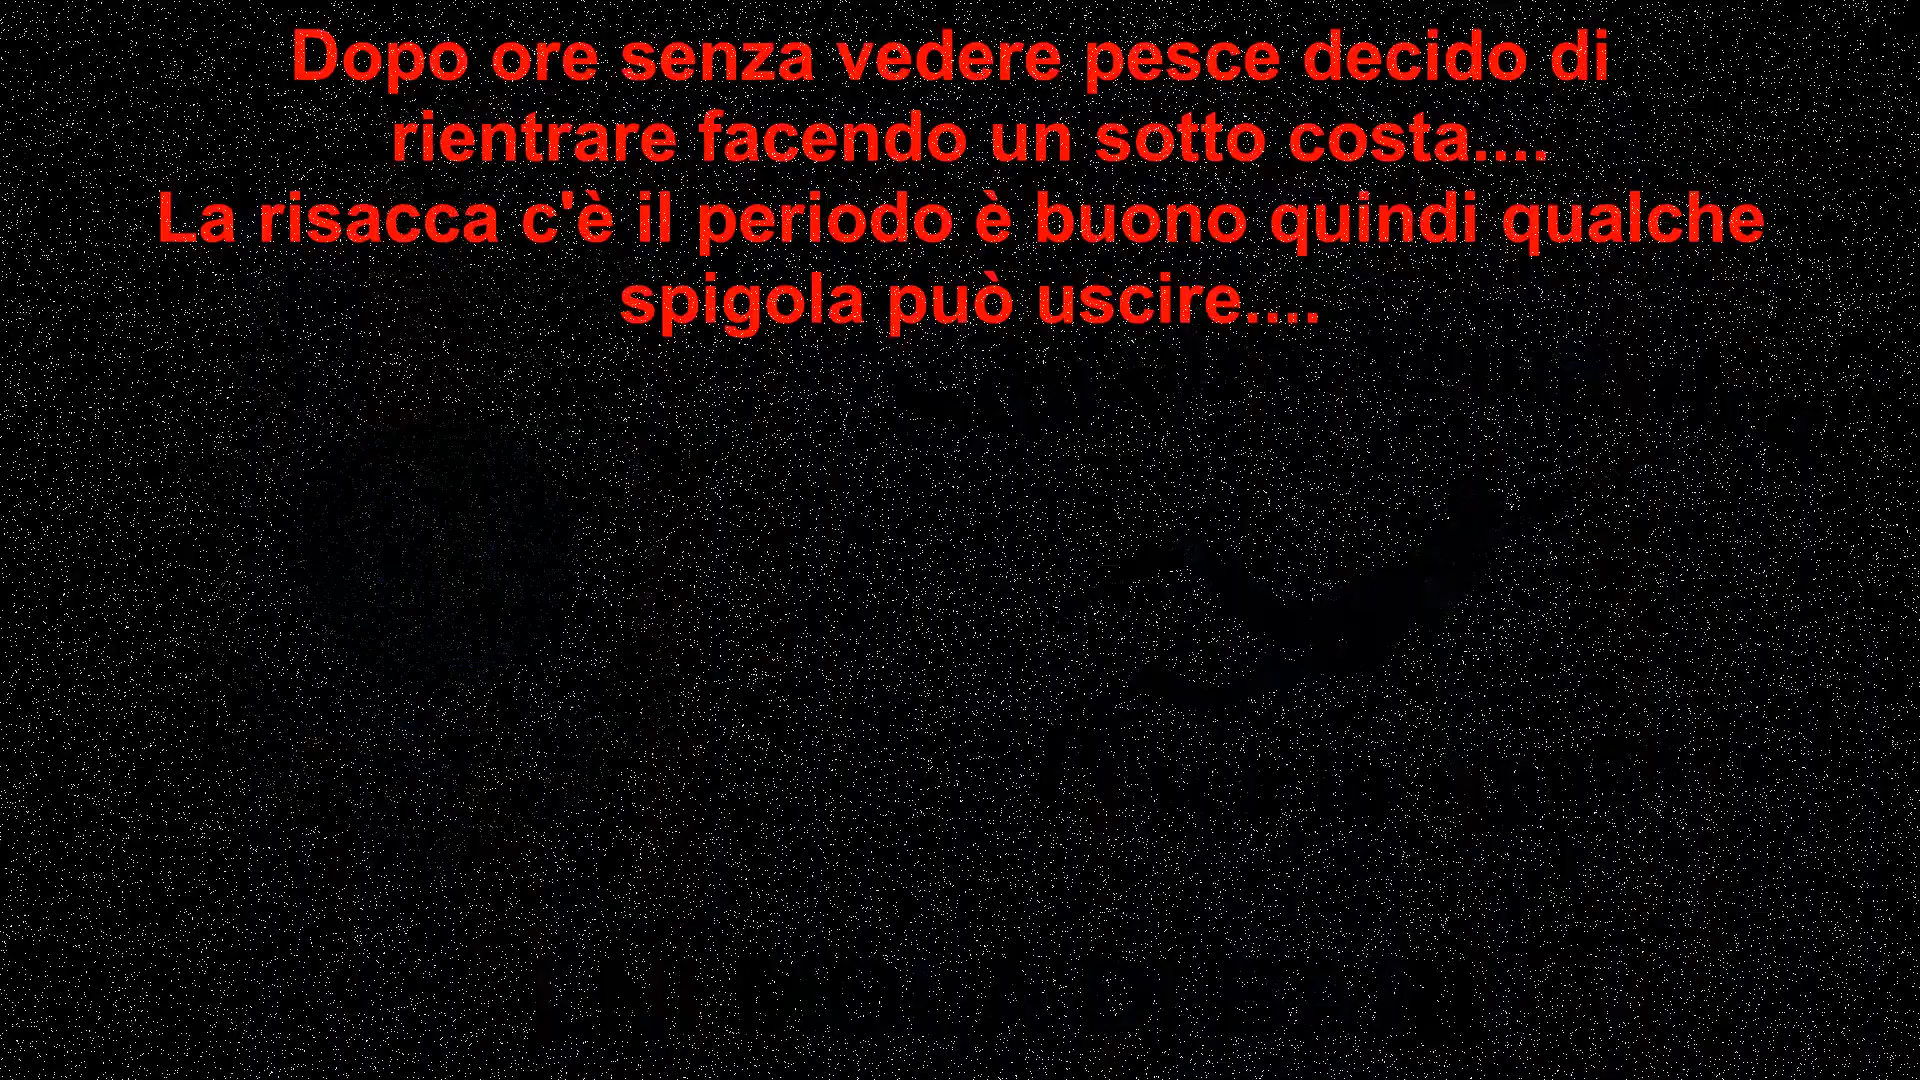 Dopo ore senza vedere pesce decido di
rientrare facendo un sotto costa....
La risacca c'è il periodo è buono quindi qualche
spigola può uscire....